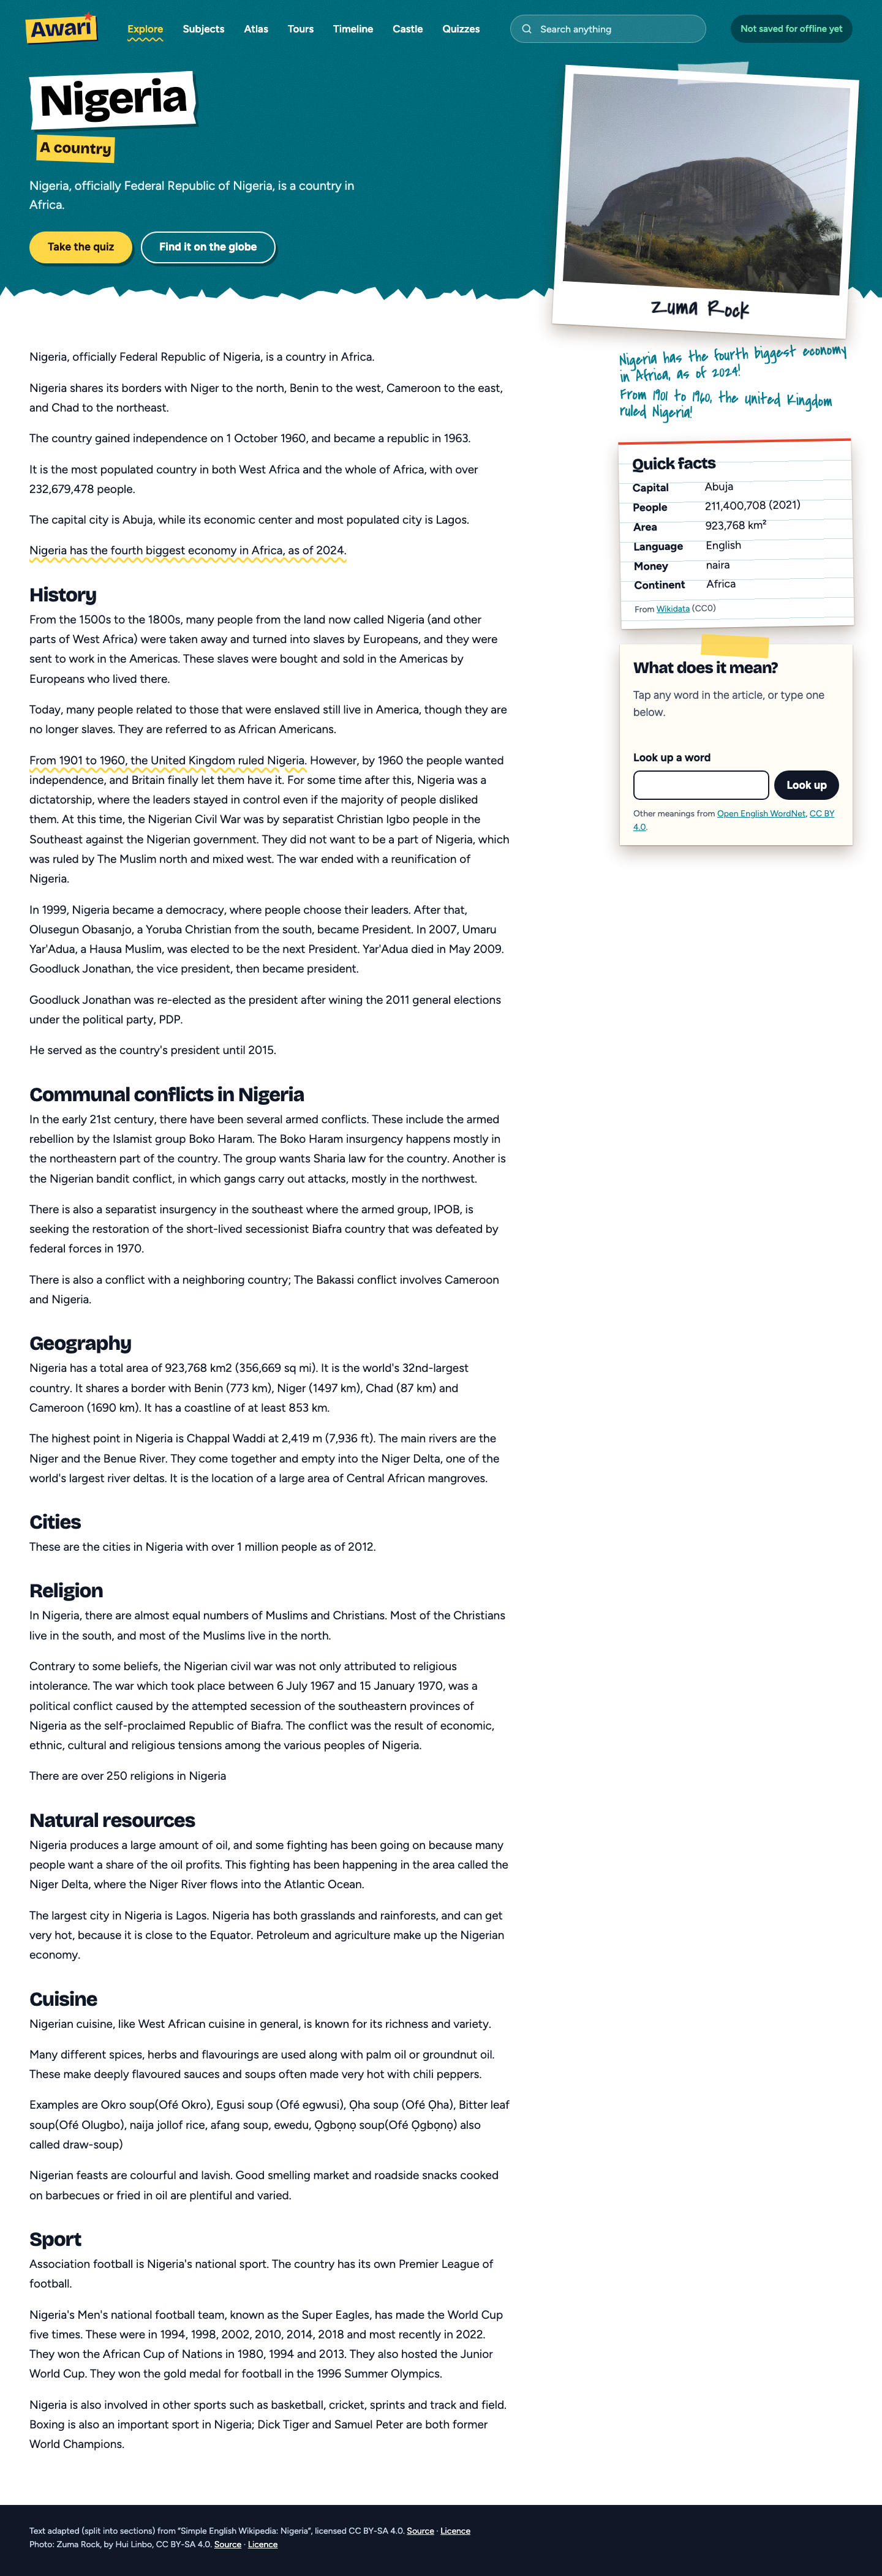 Awari
Explore
Subjects
Atlas
Tours
Timeline
Castle
Quizzes
Search anything
Not saved for offline yet
Nigeria
A country
Nigeria, officially Federal Republic of Nigeria, is a country in
Africa.
Take the quiz
Find it on the globe
Zuma Rock
Nigeria, officially Federal Republic of Nigeria, is a country in Africa.
Nigeria shares its borders with Niger to the north, Benin to the west, Cameroon to the east,
and Chad to the northeast.
The country gained independence on 1 October 1960, and became a republic in 1963.
It is the most populated country in both West Africa and the whole of Africa, with over
232,679,478 people.
The capital city is Abuja, while its economic center and most populated city is Lagos.
Nigeria has the fourth biggest economy in Africa, as of 2024.
History
From the 1500s to the 1800s, many people from the land now called Nigeria (and other
parts of West Africa) were taken away and turned into slaves by Europeans, and they were
sent to work in the Americas. These slaves were bought and sold in the Americas by
Europeans who lived there.
Today, many people related to those that were enslaved still live in America, though they are
no longer slaves. They are referred to as African Americans.
From 1901 to 1960, the United Kingdom ruled Nigeria. However, by 1960 the people wanted
independence, and Britain finally let them have it. For some time after this, Nigeria was a
dictatorship, where the leaders stayed in control even if the majority of people disliked
them. At this time, the Nigerian Civil War was by separatist Christian Igbo people in the
Southeast against the Nigerian government. They did not want to be a part of Nigeria, which
was ruled by The Muslim north and mixed west. The war ended with a reunification of
Nigeria.
In 1999, Nigeria became a democracy, where people choose their leaders. After that,
Olusegun Obasanjo, a Yoruba Christian from the south, became President. In 2007, Umaru
Yar'Adua, a Hausa Muslim, was elected to be the next President. Yar'Adua died in May 2009.
Goodluck Jonathan, the vice president, then became president.
Goodluck Jonathan was re-elected as the president after wining the 2011 general elections
under the political party, PDP.
He served as the country's president until 2015.
Communal conflicts in Nigeria
In the early 21st century, there have been several armed conflicts. These include the armed
rebellion by the Islamist group Boko Haram. The Boko Haram insurgency happens mostly in
the northeastern part of the country. The group wants Sharia law for the country. Another is
the Nigerian bandit conflict, in which gangs carry out attacks, mostly in the northwest.
There is also a separatist insurgency in the southeast where the armed group, IPOB, is
seeking the restoration of the short-lived secessionist Biafra country that was defeated by
federal forces in 1970.
There is also a conflict with a neighboring country; The Bakassi conflict involves Cameroon
and Nigeria.
Geography
Nigeria has a total area of 923,768 km2 (356,669 sq mi). It is the world's 32nd-largest
country. It shares a border with Benin (773 km), Niger (1497 km), Chad (87 km) and
Cameroon (1690 km). It has a coastline of at least 853 km.
The highest point in Nigeria is Chappal Waddi at 2,419 m (7,936 ft). The main rivers are the
Niger and the Benue River. They come together and empty into the Niger Delta, one of the
world's largest river deltas. It is the location of a large area of Central African mangroves.
Cities
These are the cities in Nigeria with over 1 million people as of 2012.
Religion
In Nigeria, there are almost equal numbers of Muslims and Christians. Most of the Christians
live in the south, and most of the Muslims live in the north.
Contrary to some beliefs, the Nigerian civil war was not only attributed to religious
intolerance. The war which took place between 6 July 1967 and 15 January 1970, was a
political conflict caused by the attempted secession of the southeastern provinces of
Nigeria as the self-proclaimed Republic of Biafra. The conflict was the result of economic,
ethnic, cultural and religious tensions among the various peoples of Nigeria.
There are over 250 religions in Nigeria
Natural resources
Nigeria produces a large amount of oil, and some fighting has been going on because many
people want a share of the oil profits. This fighting has been happening in the area called the
Niger Delta, where the Niger River flows into the Atlantic Ocean.
The largest city in Nigeria is Lagos. Nigeria has both grasslands and rainforests, and can get
very hot, because it is close to the Equator. Petroleum and agriculture make up the Nigerian
economy.
Cuisine
Nigerian cuisine, like West African cuisine in general, is known for its richness and variety.
Many different spices, herbs and flavourings are used along with palm oil or groundnut oil.
These make deeply flavoured sauces and soups often made very hot with chili peppers.
Examples are Okro soup(Ofé Okro), Egusi soup (Ofé egwusi), Ọha soup (Ofé Ọha), Bitter leaf
soup(Ofé Olugbo), naija jollof rice, afang soup, ewedu, Ọgbọnọ soup(Ofé Ọgbọnọ) also
called draw-soup)
Nigerian feasts are colourful and lavish. Good smelling market and roadside snacks cooked
on barbecues or fried in oil are plentiful and varied.
Sport
Association football is Nigeria's national sport. The country has its own Premier League of
football.
Nigeria's Men's national football team, known as the Super Eagles, has made the World Cup
five times. These were in 1994, 1998, 2002, 2010, 2014, 2018 and most recently in 2022.
They won the African Cup of Nations in 1980, 1994 and 2013. They also hosted the Junior
World Cup. They won the gold medal for football in the 1996 Summer Olympics.
Nigeria is also involved in other sports such as basketball, cricket, sprints and track and field.
Boxing is also an important sport in Nigeria; Dick Tiger and Samuel Peter are both former
World Champions.
Nigeria has the fourth biggest economy
in Africa, as of 2024!
From 1901 to 1960, the United Kingdom
ruled Nigeria!
Quick facts
Capital Abuja
People 211,400,708 (2021)
Area 923,768 km²
Language English
Money naira
Continent Africa
From Wikidata (CC0)
What does it mean?
Tap any word in the article, or type one
below.
Look up a word
Look up
Other meanings from Open English WordNet, CC BY
4.0.
Text adapted (split into sections) from "Simple English Wikipedia: Nigeria", licensed CC BY-SA 4.0. Source · Licence
Photo: Zuma Rock, by Hui Linbo, CC BY-SA 4.0. Source · Licence